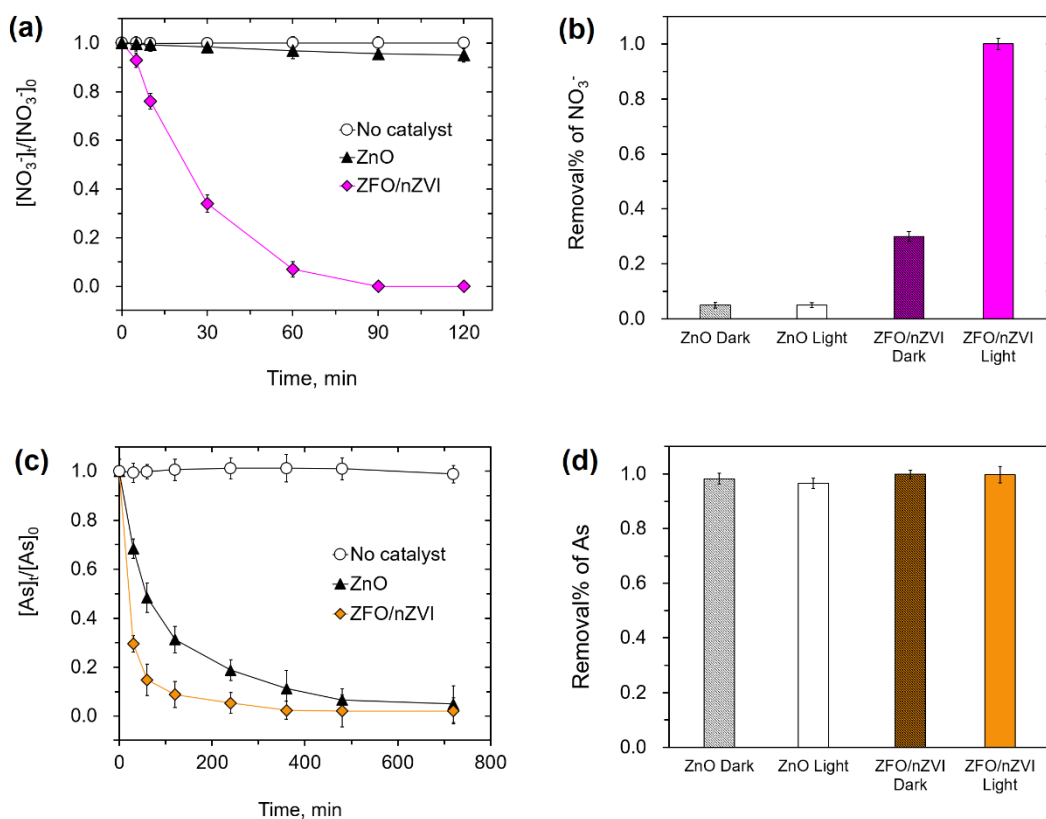 (a)
1.0
0.8
0.6
0.4
0.2
0.0
[NO₃⁻]ₜ/[NO₃⁻]₀
No catalyst
ZnO
ZFO/nZVI
0 30 60 90 120
Time, min
(b)
1.0
0.8
0.6
0.4
0.2
0.0
Removal% of NO₃⁻
ZnO Dark ZnO Light ZFO/nZVI ZFO/nZVI
Dark Light
(c)
1.0
0.8
0.6
0.4
0.2
0.0
[As]ₜ/[As]₀
No catalyst
ZnO
ZFO/nZVI
0 200 400 600 800
Time, min
(d)
1.0
0.8
0.6
0.4
0.2
0.0
Removal% of As
ZnO Dark ZnO Light ZFO/nZVI ZFO/nZVI
Dark Light